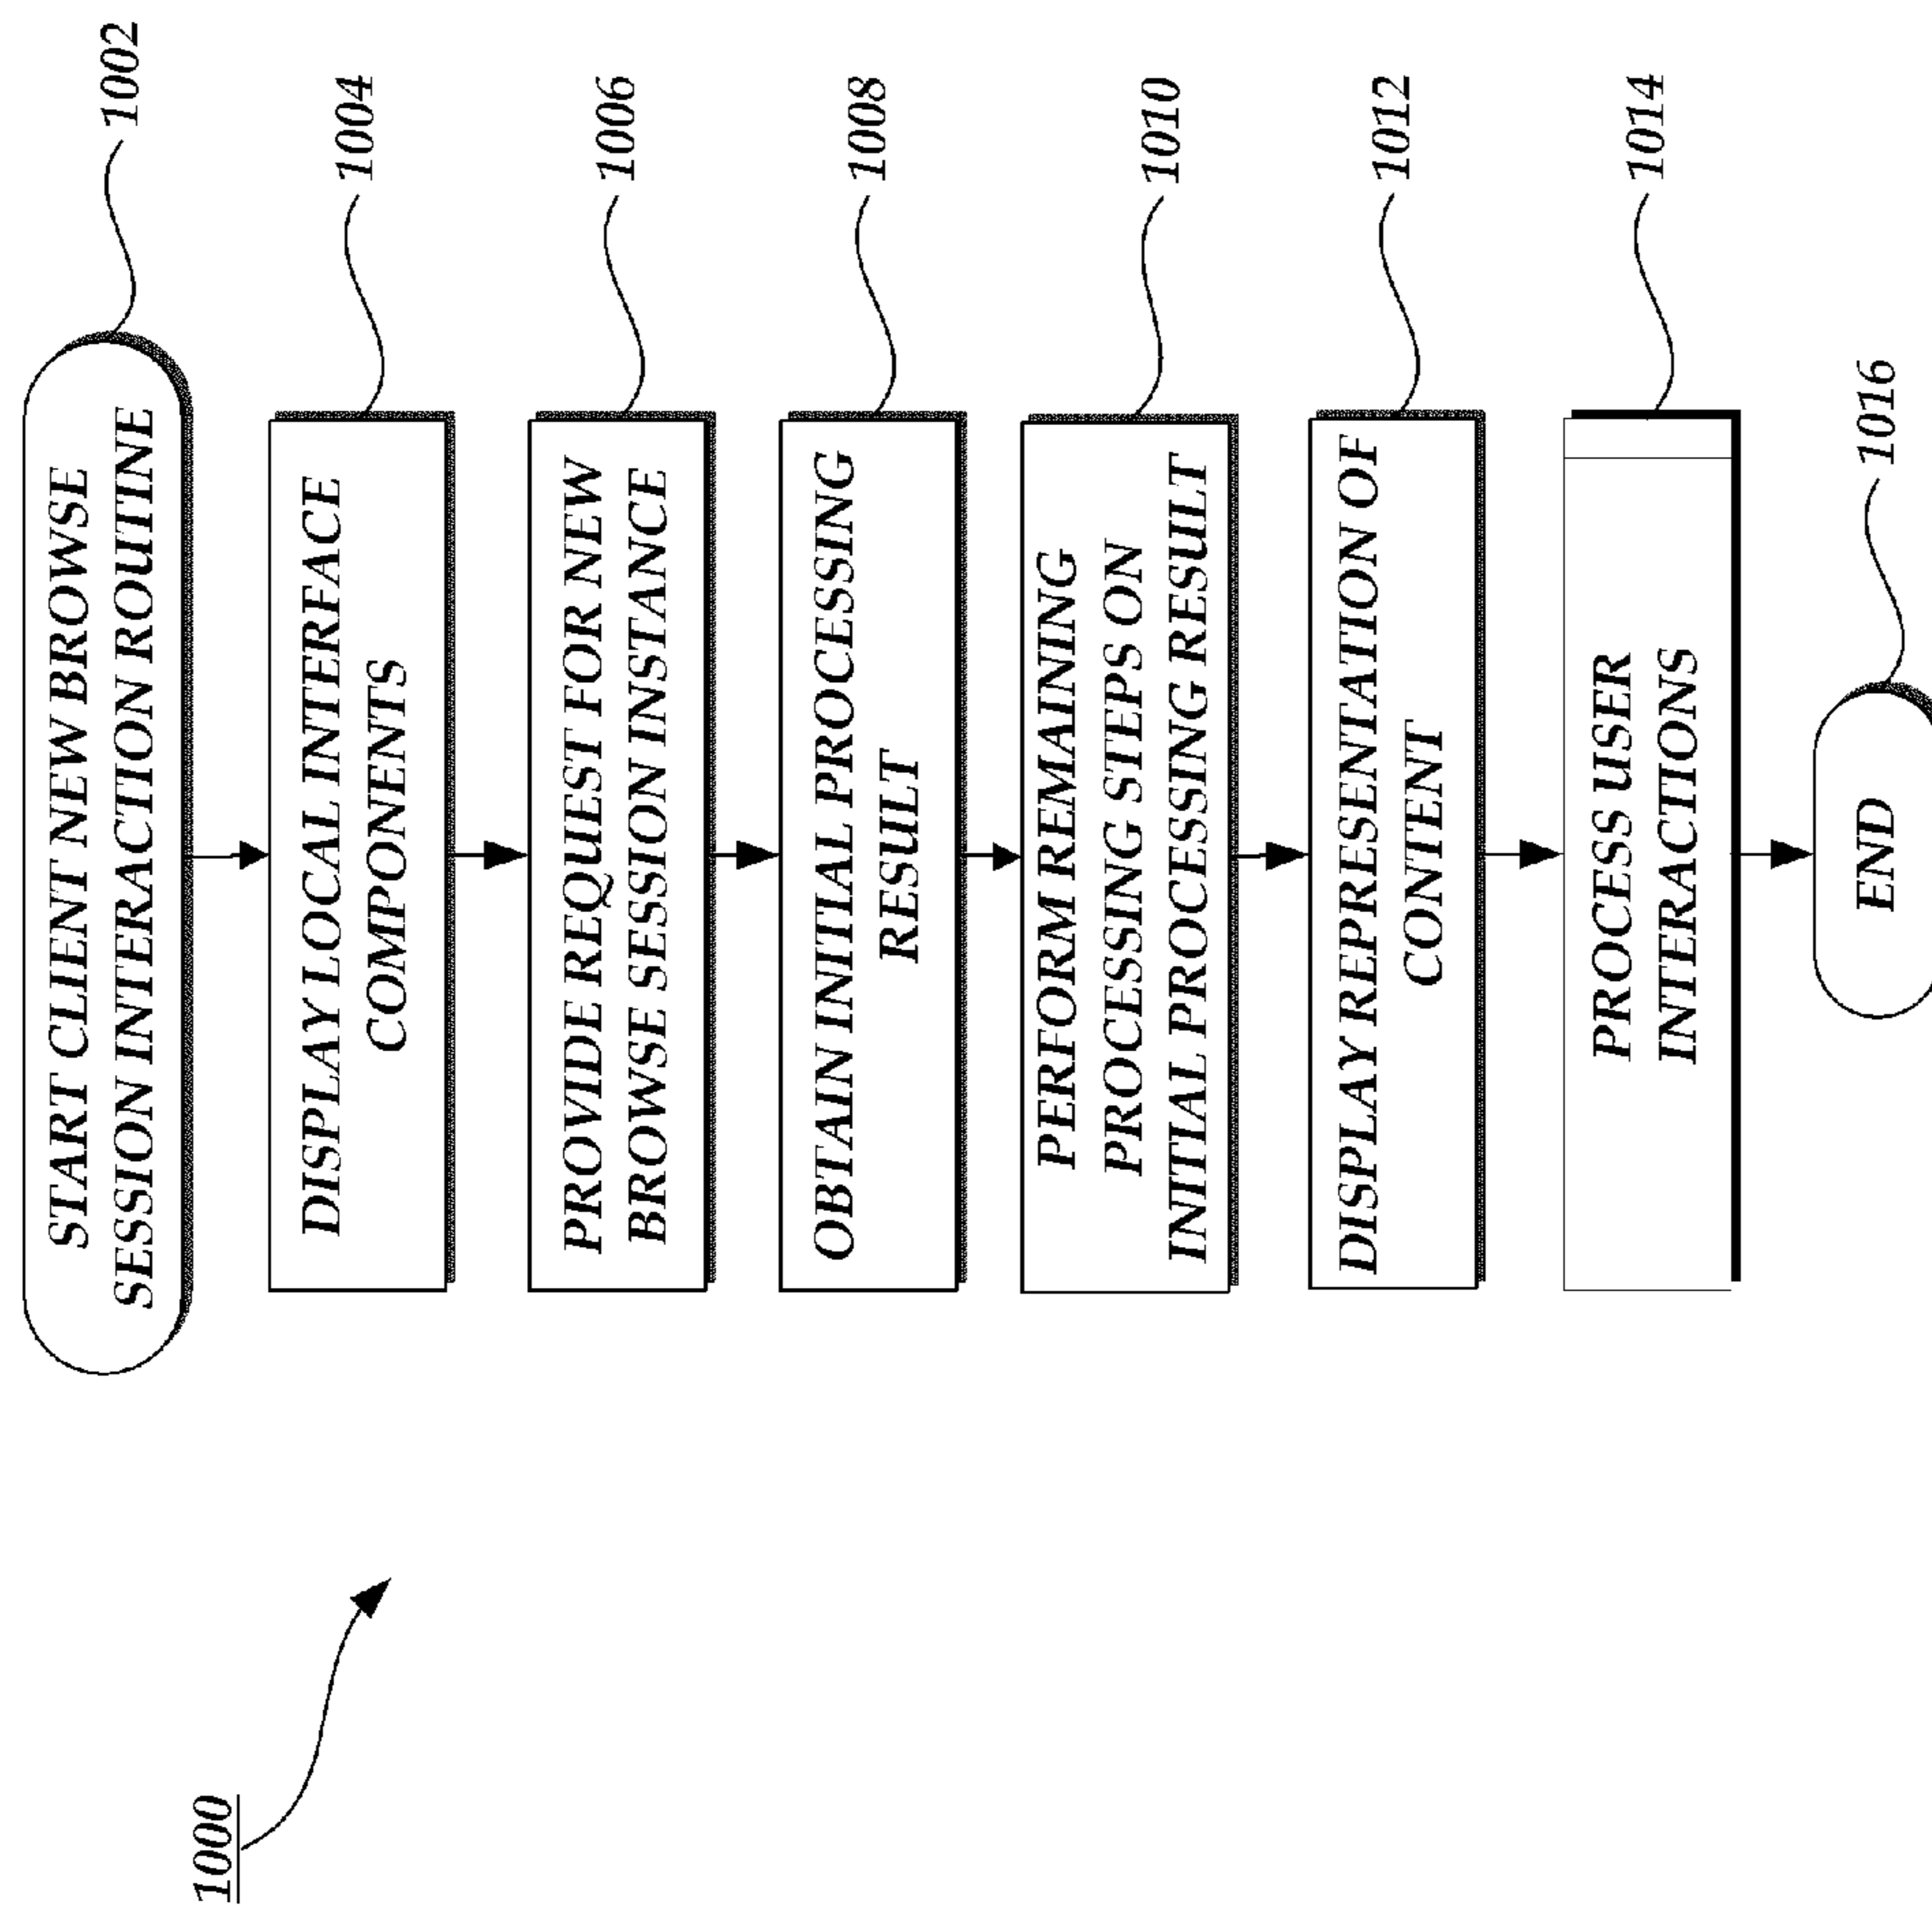 1000
START CLIENT NEW BROWSE
SESSION INTERACTION ROUTINE
1002
DISPLAY LOCAL INTERFACE
COMPONENTS
1004
PROVIDE REQUEST FOR NEW
BROWSE SESSION INSTANCE
1006
OBTAIN INITIAL PROCESSING
RESULT
1008
PERFORM REMAINING
PROCESSING STEPS ON
INITIAL PROCESSING RESULT
1010
DISPLAY REPRESENTATION OF
CONTENT
1012
PROCESS USER
INTERACTIONS
1014
END
1016